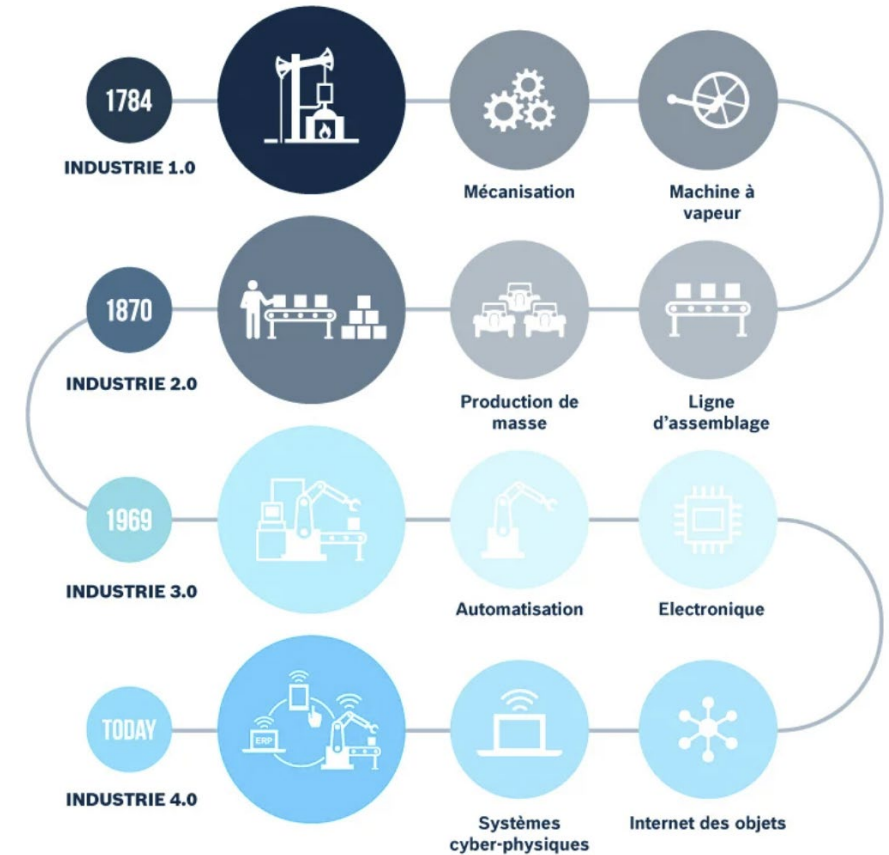 1784
INDUSTRIE 1.0
Mécanisation
Machine à
vapeur
1870
INDUSTRIE 2.0
Production de
masse
Ligne
d'assemblage
1969
INDUSTRIE 3.0
Automatisation
Electronique
TODAY
INDUSTRIE 4.0
ERP
Systèmes
cyber-physiques
Internet des objets